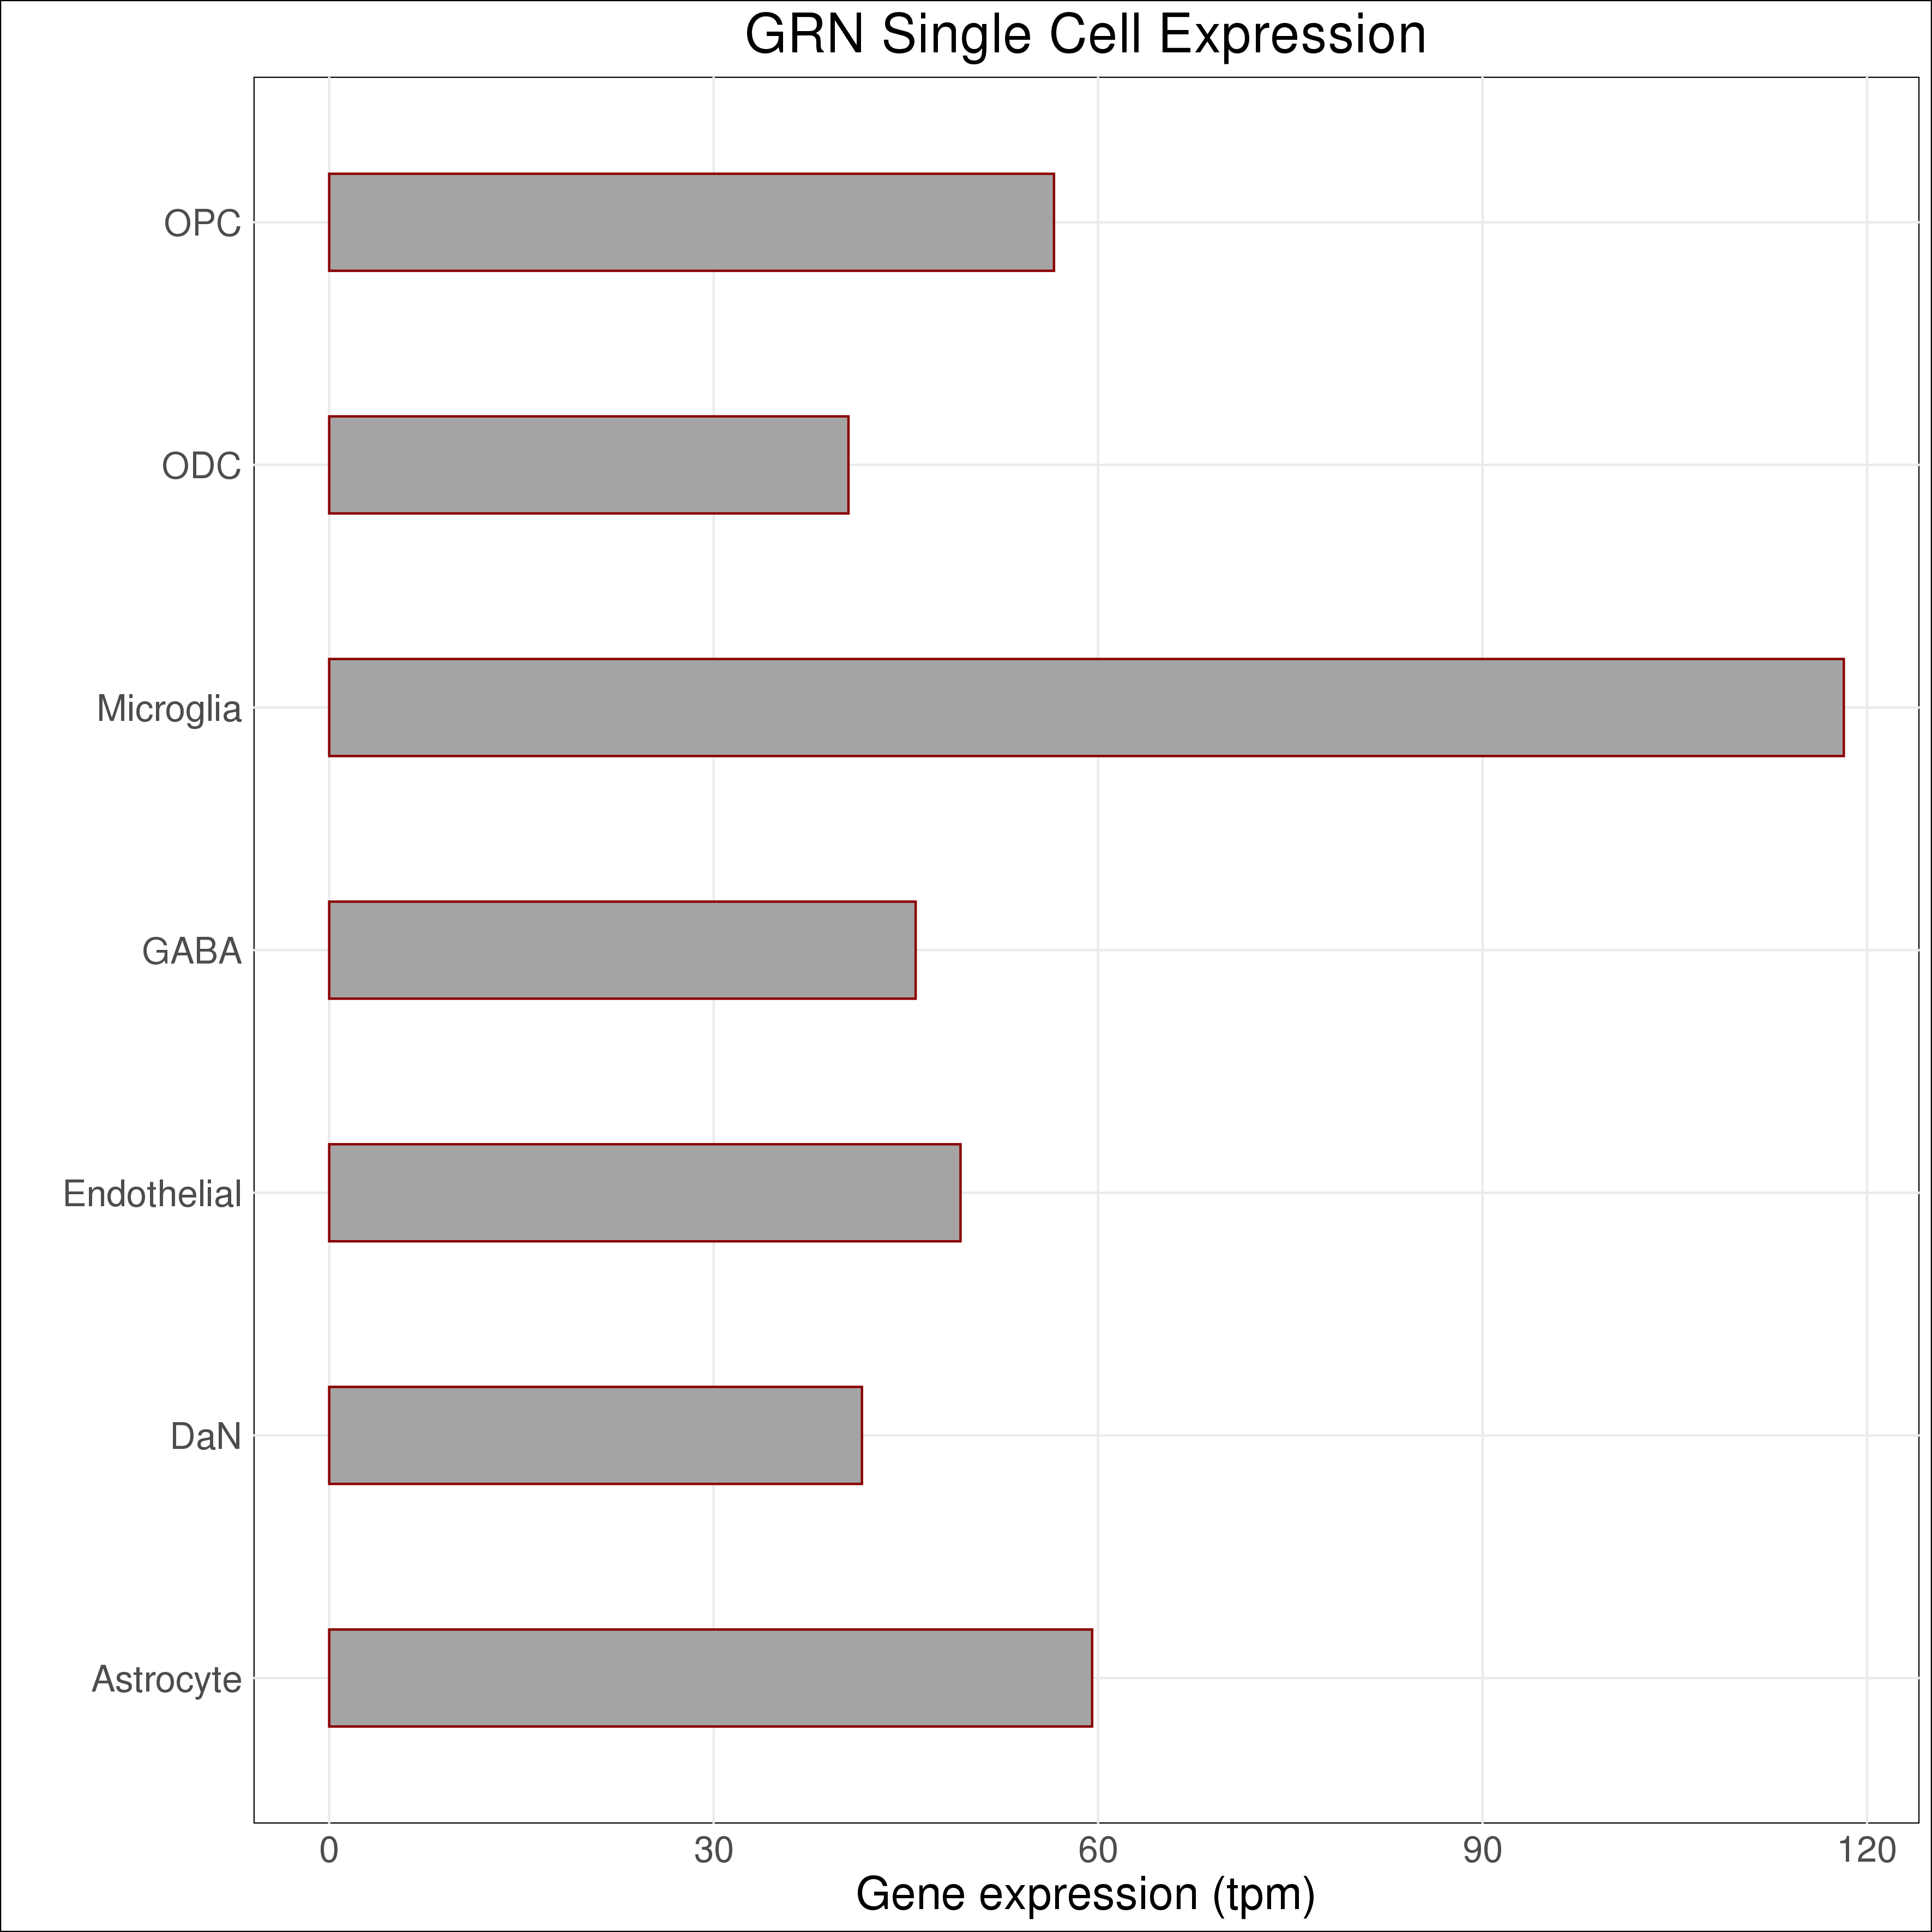 GRN Single Cell Expression
OPC
ODC
Microglia
GABA
Endothelial
DaN
Astrocyte
0 30 60 90 120
Gene expression (tpm)